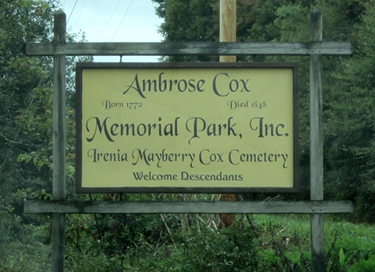 Ambrose Cox
Born 1772 Died 1848
Memorial Park, Inc.
Irenia Mayberry Cox Cemetery
Welcome Descendants